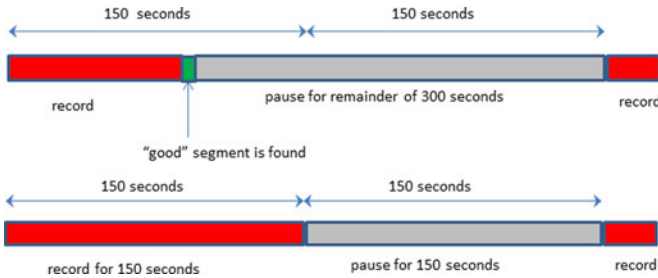 150 seconds 150 seconds
record pause for remainder of 300 seconds record
“good” segment is found
150 seconds 150 seconds
record for 150 seconds pause for 150 seconds record